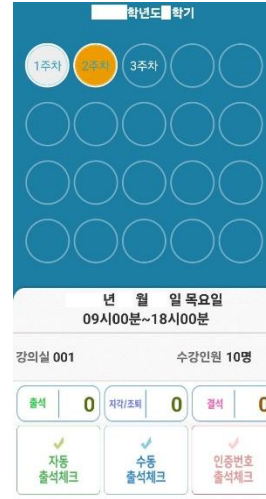 학년도 학기
1주차 2주차 3주차
년 월 일 목요일
09시00분~18시00분
강의실 001 수강인원 10명
출석 0 지각/조퇴 0 결석 0
자동 수동 인증번호
출석체크 출석체크 출석체크